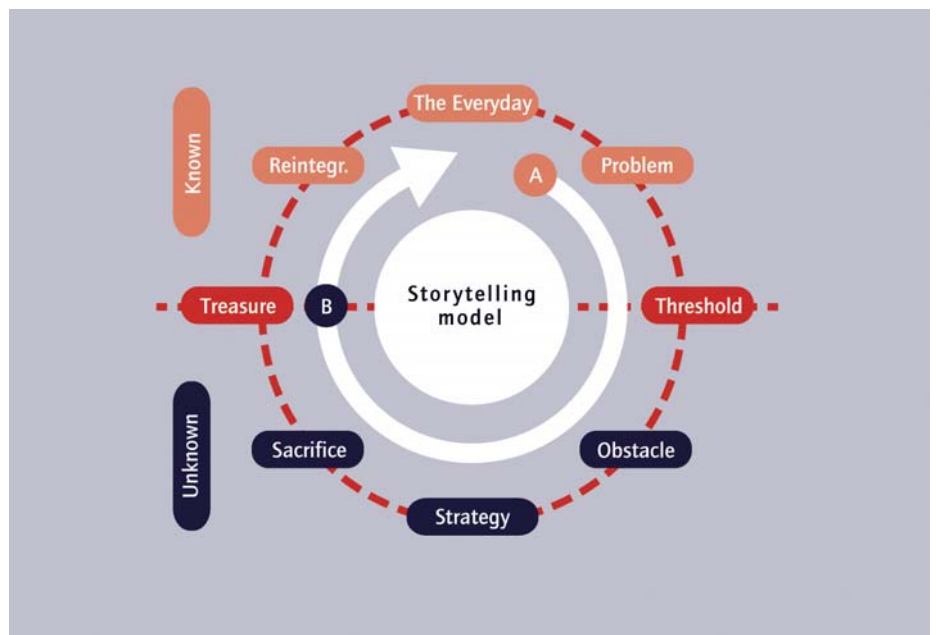 The Everyday
Known
Reintegr.
A
Problem
Treasure
B
Storytelling
model
Threshold
Unknown
Sacrifice
Obstacle
Strategy